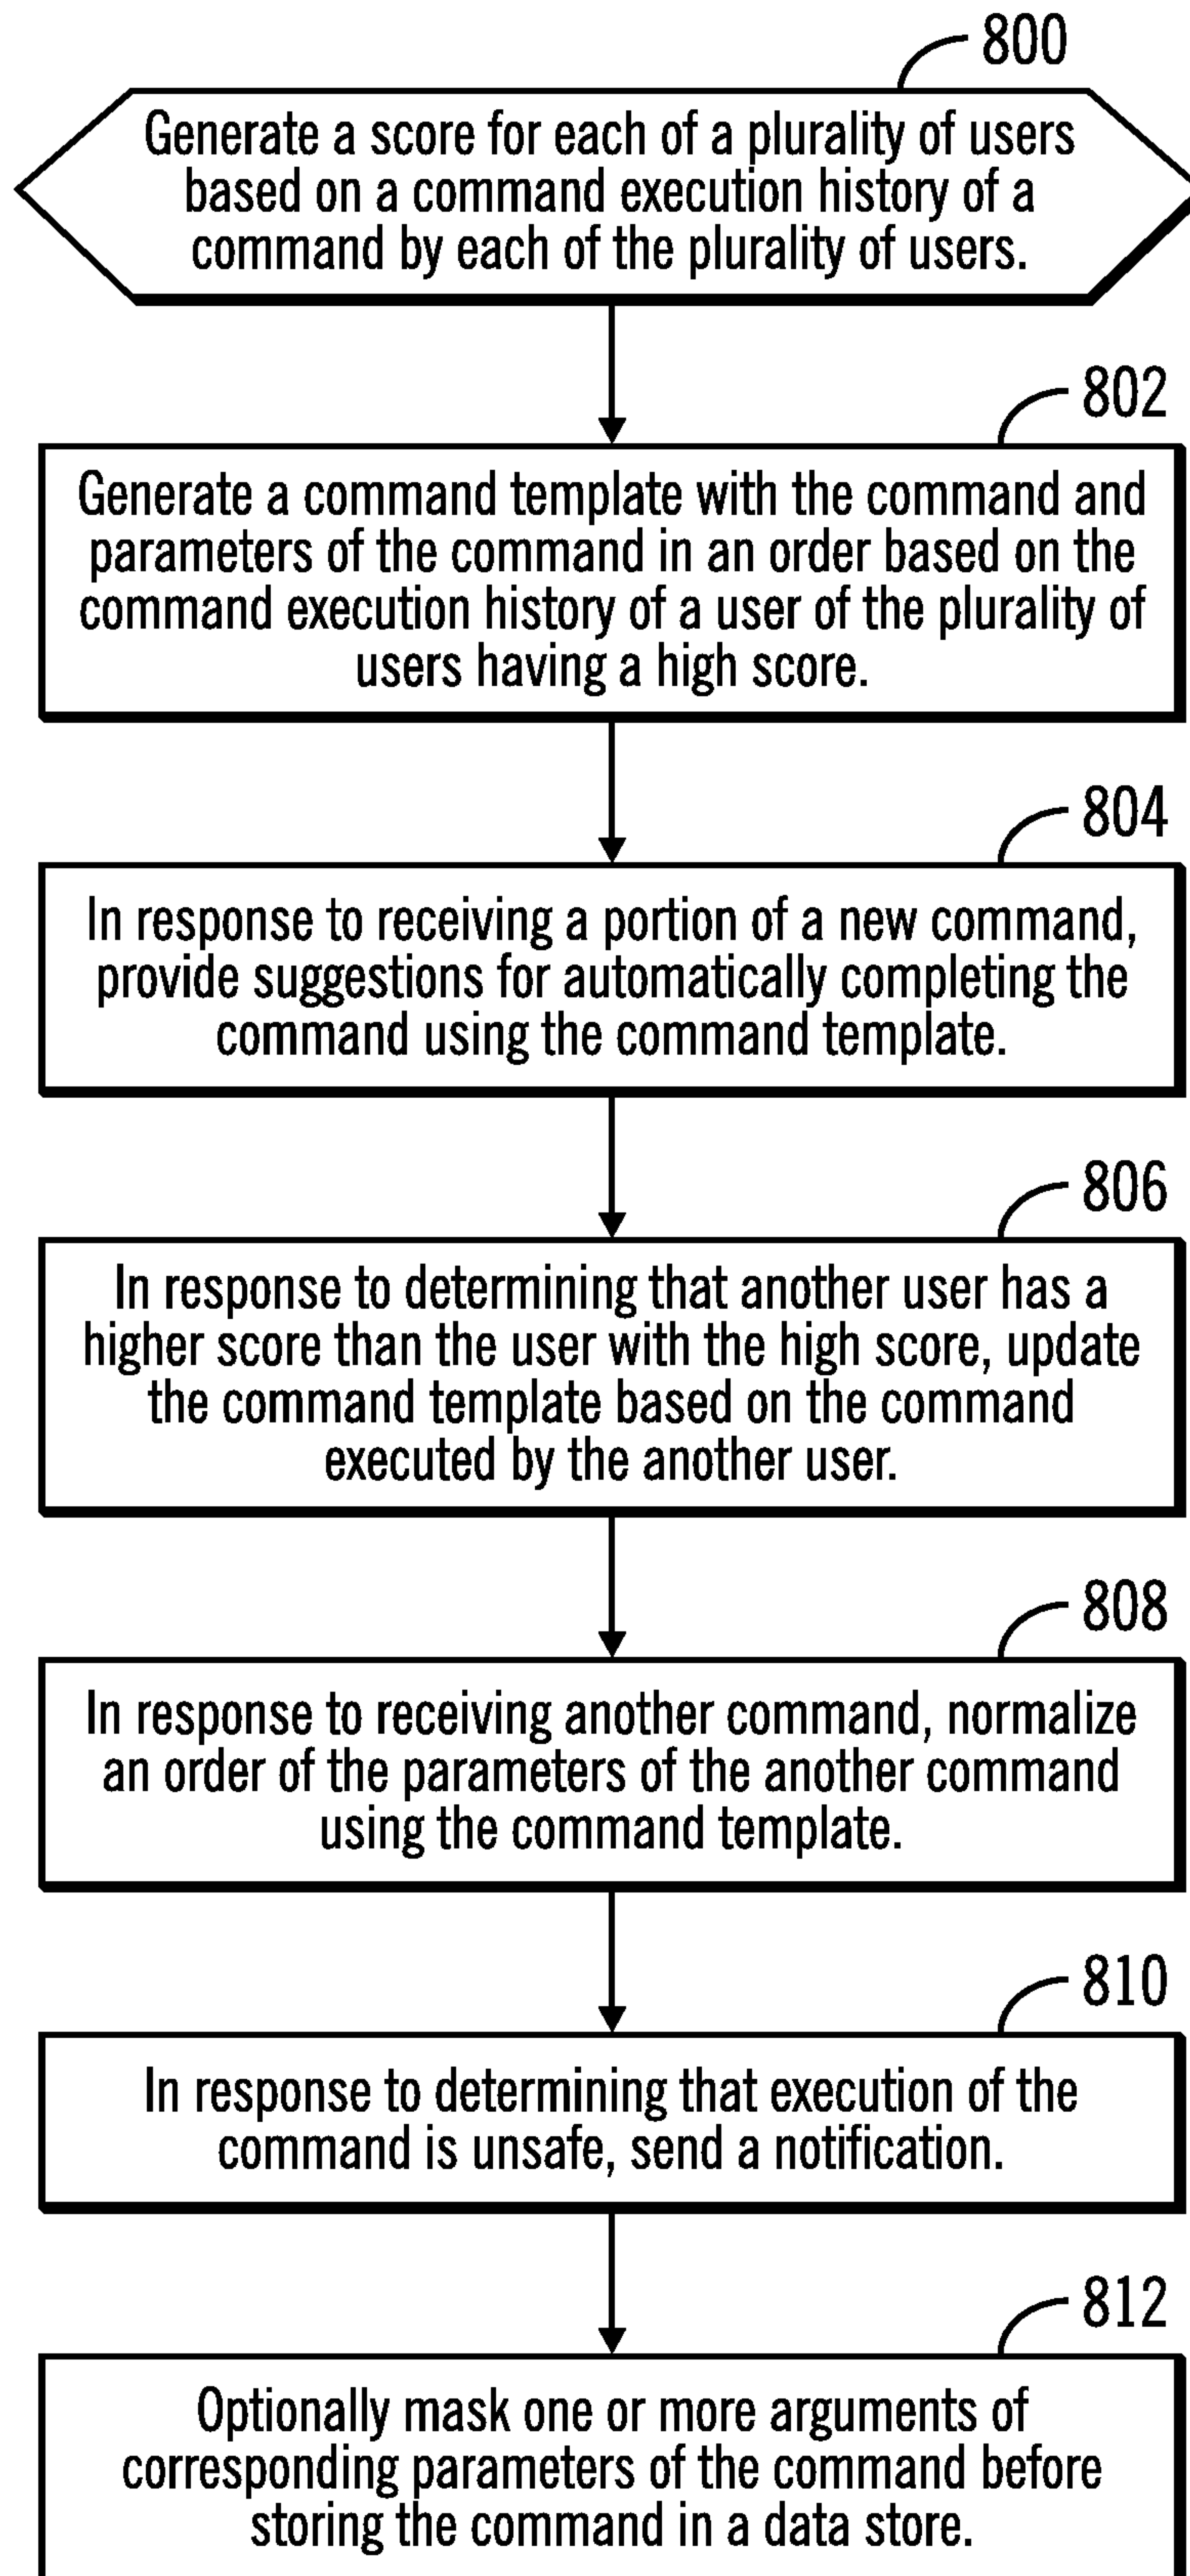 800
Generate a score for each of a plurality of users
based on a command execution history of a
command by each of the plurality of users.
802
Generate a command template with the command and
parameters of the command in an order based on the
command execution history of a user of the plurality of
users having a high score.
804
In response to receiving a portion of a new command,
provide suggestions for automatically completing the
command using the command template.
806
In response to determining that another user has a
higher score than the user with the high score, update
the command template based on the command
executed by the another user.
808
In response to receiving another command, normalize
an order of the parameters of the another command
using the command template.
810
In response to determining that execution of the
command is unsafe, send a notification.
812
Optionally mask one or more arguments of
corresponding parameters of the command before
storing the command in a data store.